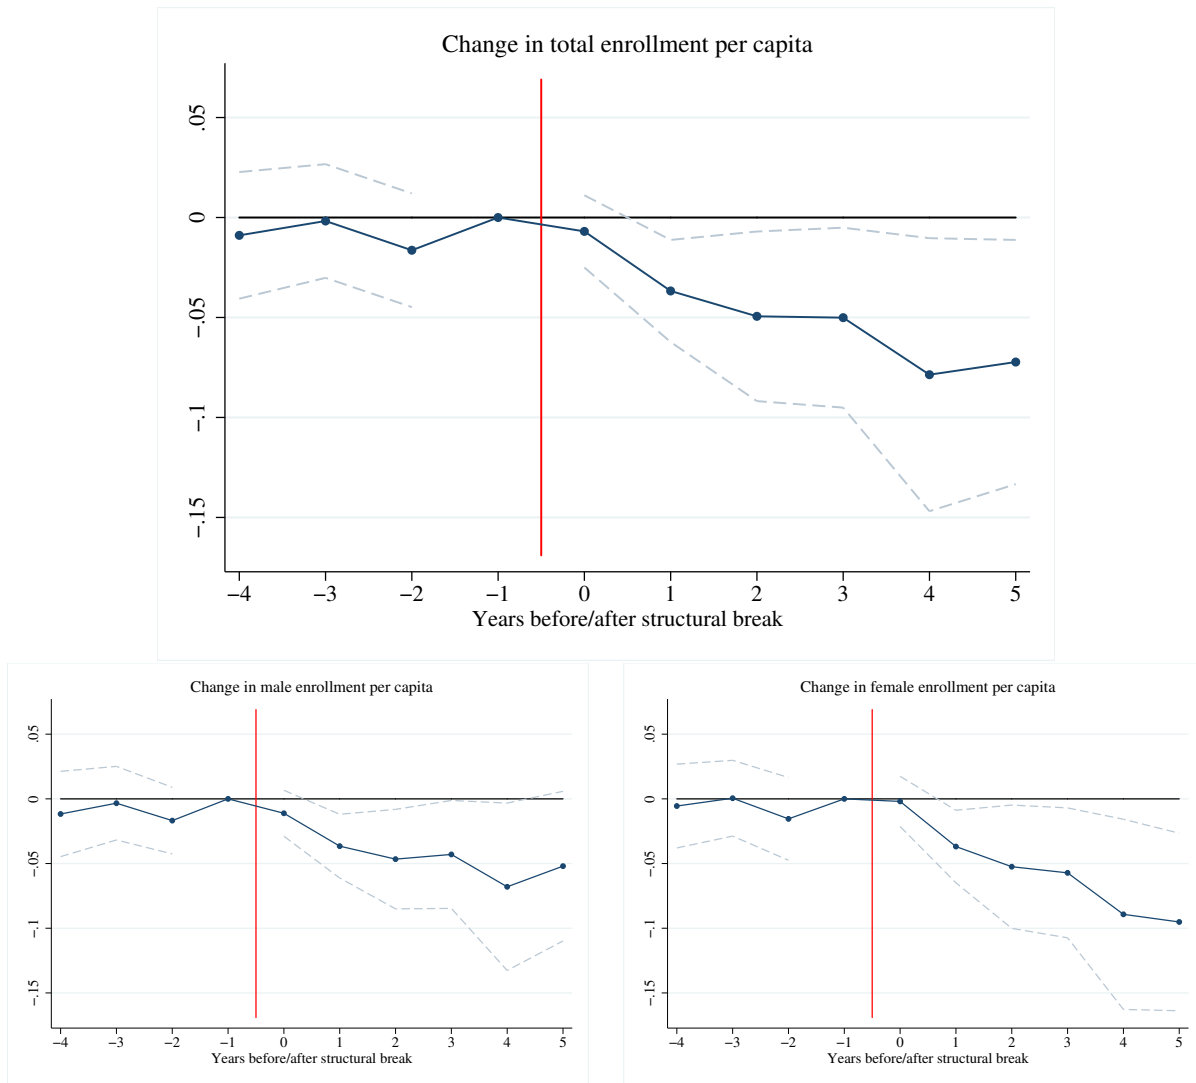 Change in total enrollment per capita
.05
0
−.05
−.1
−.15
−4 −3 −2 −1 0 1 2 3 4 5
Years before/after structural break
Change in male enrollment per capita
.05
0
−.05
−.1
−.15
−4 −3 −2 −1 0 1 2 3 4 5
Years before/after structural break
Change in female enrollment per capita
.05
0
−.05
−.1
−.15
−4 −3 −2 −1 0 1 2 3 4 5
Years before/after structural break